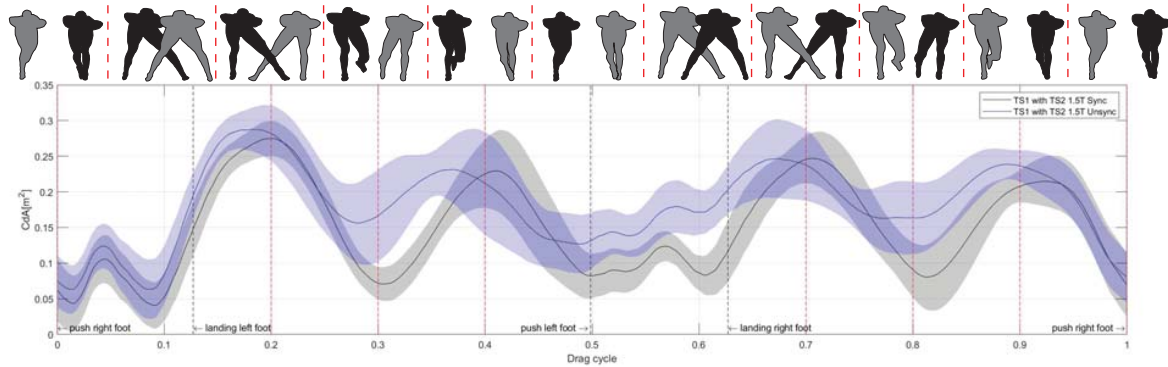 0.35
0.3
0.25
0.2
0.15
0.1
0.05
0
CdA[m²]
TS1 with TS2 1.5T Sync
TS1 with TS2 1.5T Unsync
push right foot
landing left foot
push left foot
landing right foot
push right foot
0 0.1 0.2 0.3 0.4 0.5 0.6 0.7 0.8 0.9 1
Drag cycle